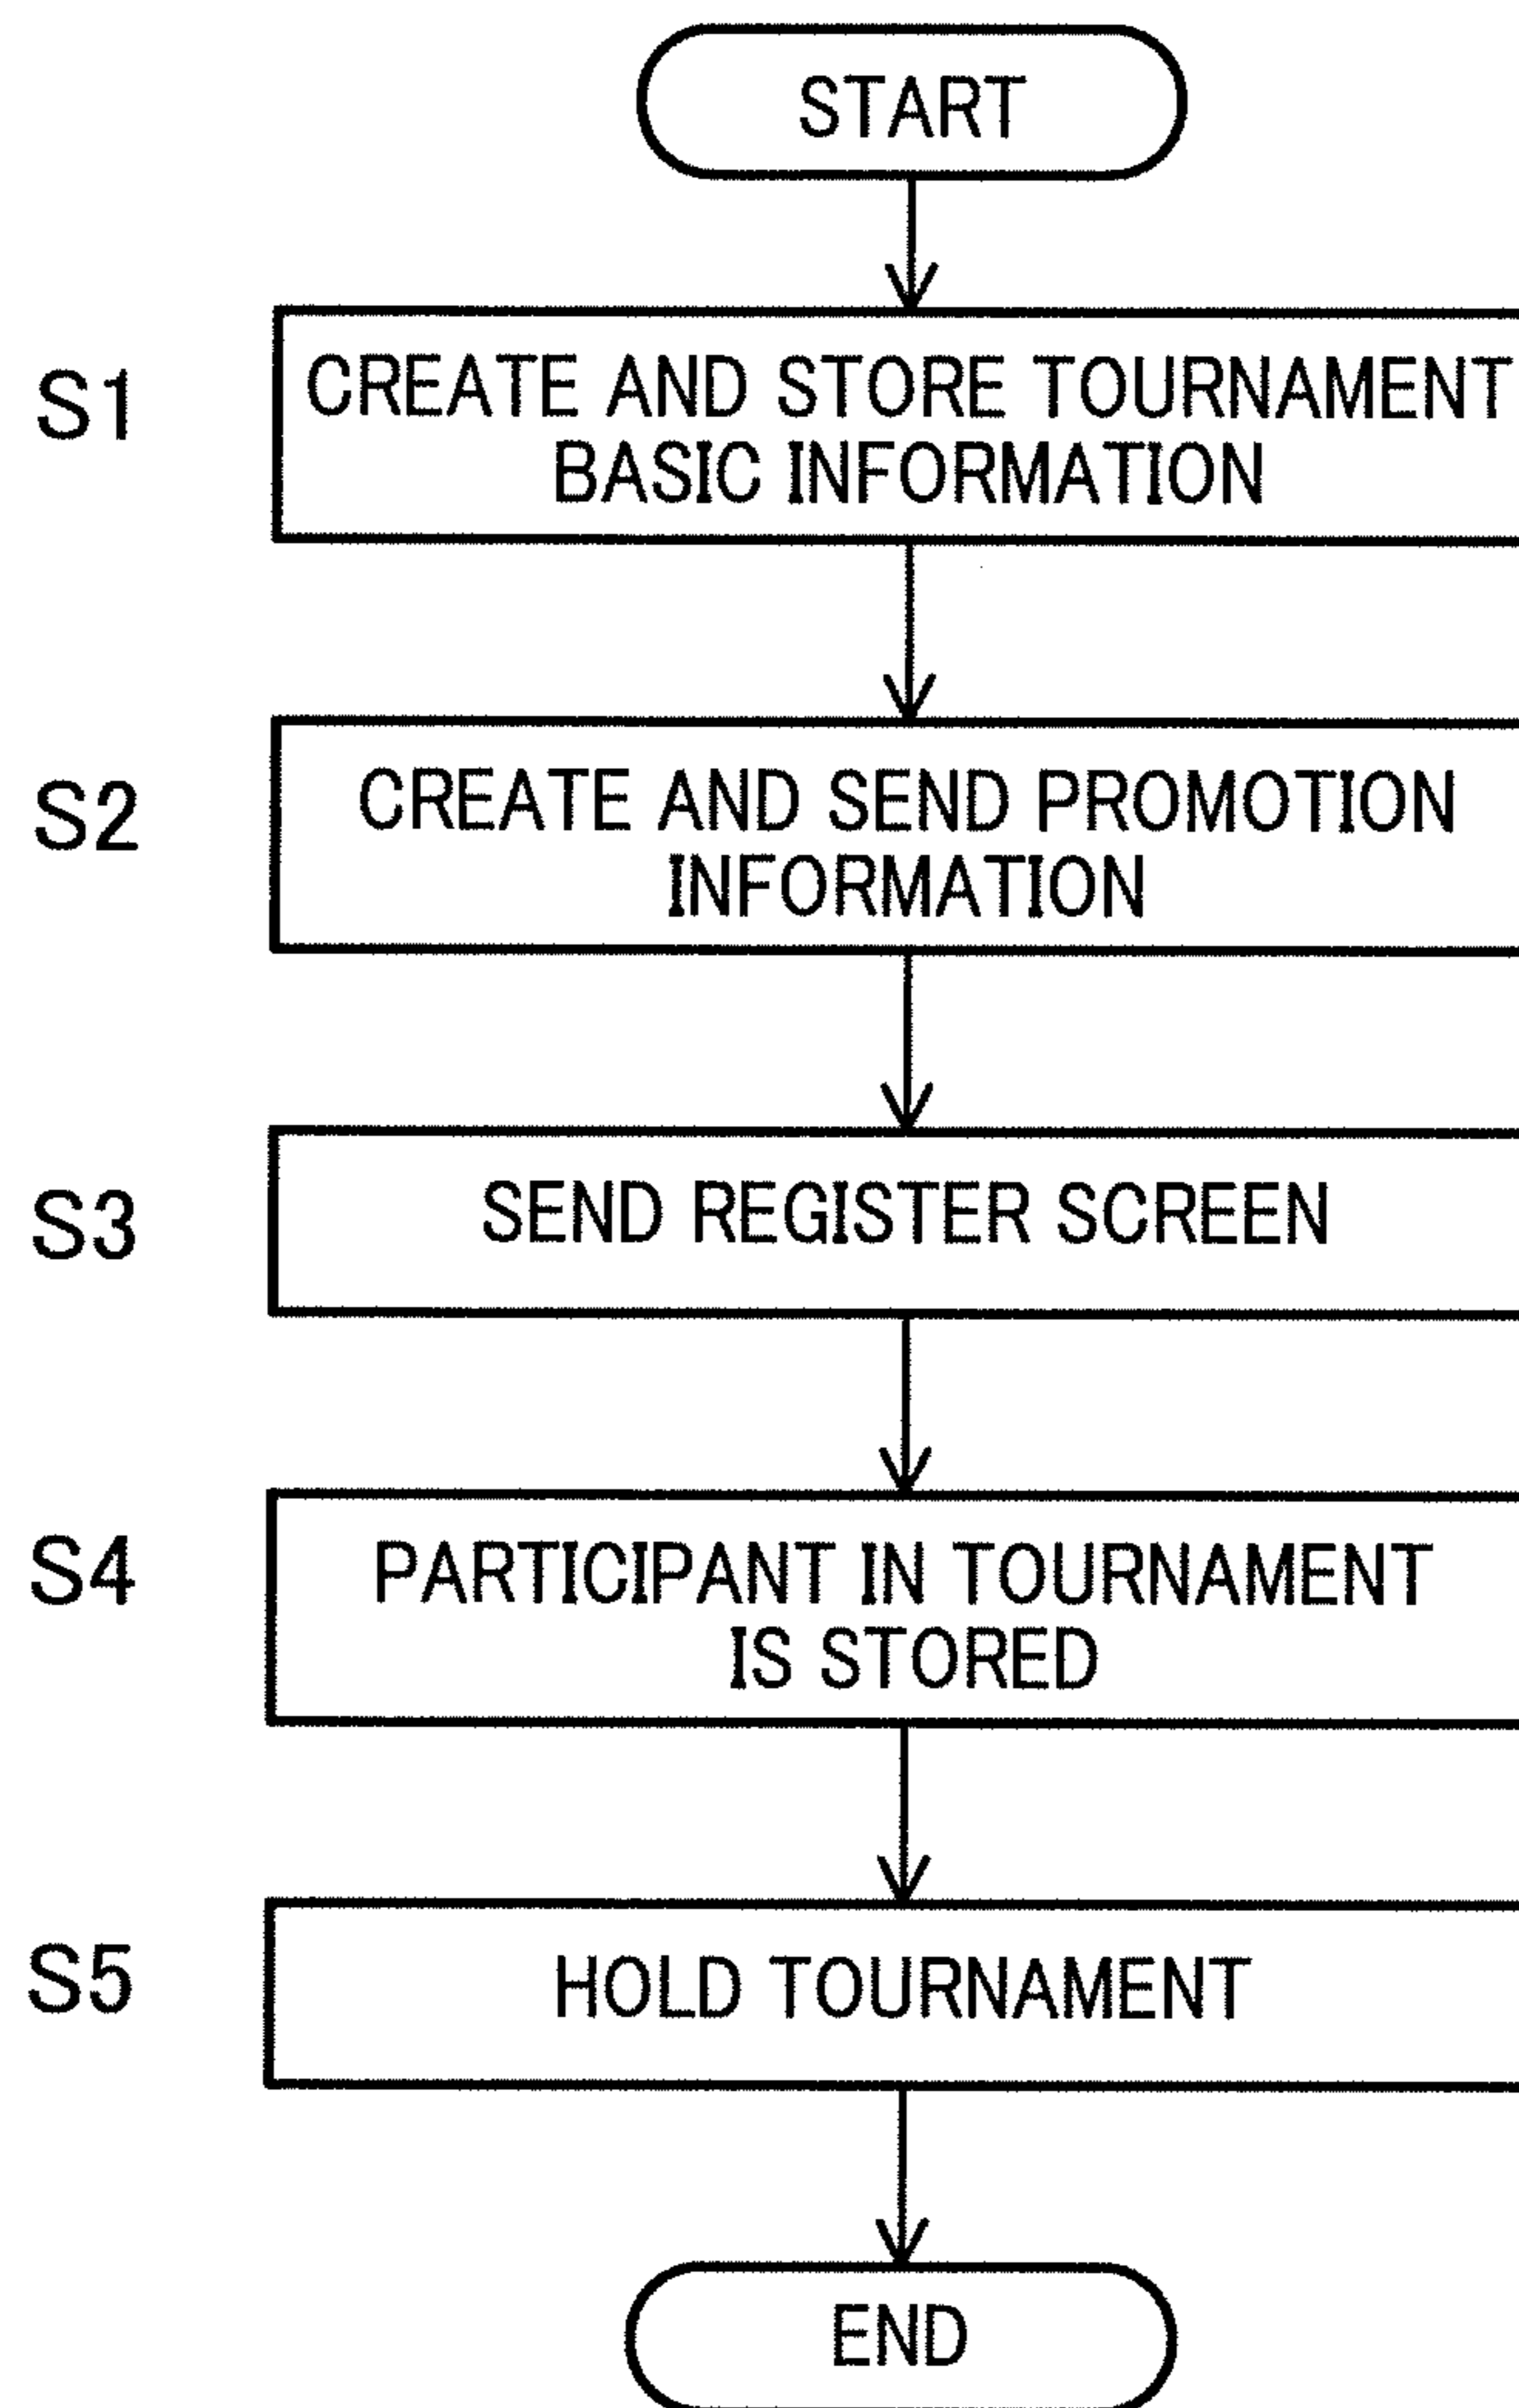 START
S1
CREATE AND STORE TOURNAMENT
BASIC INFORMATION
S2
CREATE AND SEND PROMOTION
INFORMATION
S3
SEND REGISTER SCREEN
S4
PARTICIPANT IN TOURNAMENT
IS STORED
S5
HOLD TOURNAMENT
END